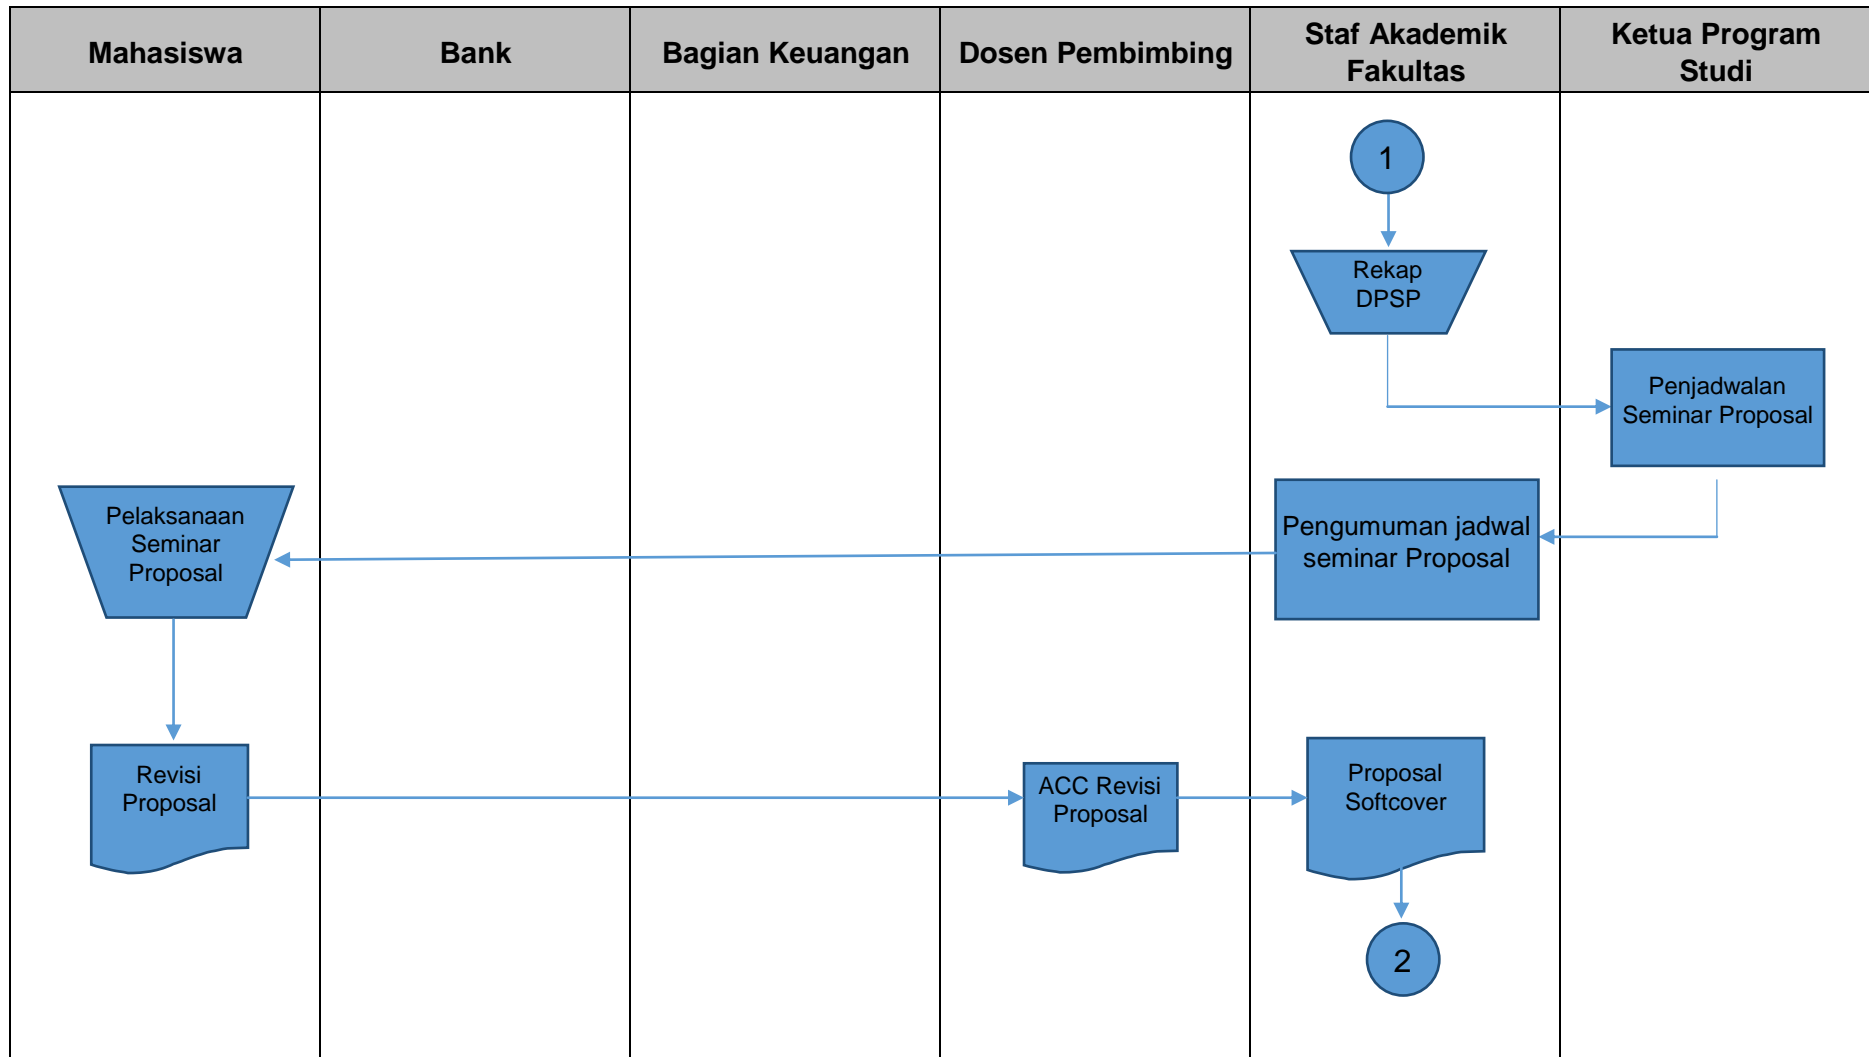 Mahasiswa
Bank
Bagian Keuangan
Dosen Pembimbing
Staf Akademik
Fakultas
Ketua Program
Studi
1
Rekap
DPSP
Penjadwalan
Seminar Proposal
Pengumuman jadwal
seminar Proposal
Pelaksanaan
Seminar
Proposal
Revisi
Proposal
ACC Revisi
Proposal
Proposal
Softcover
2